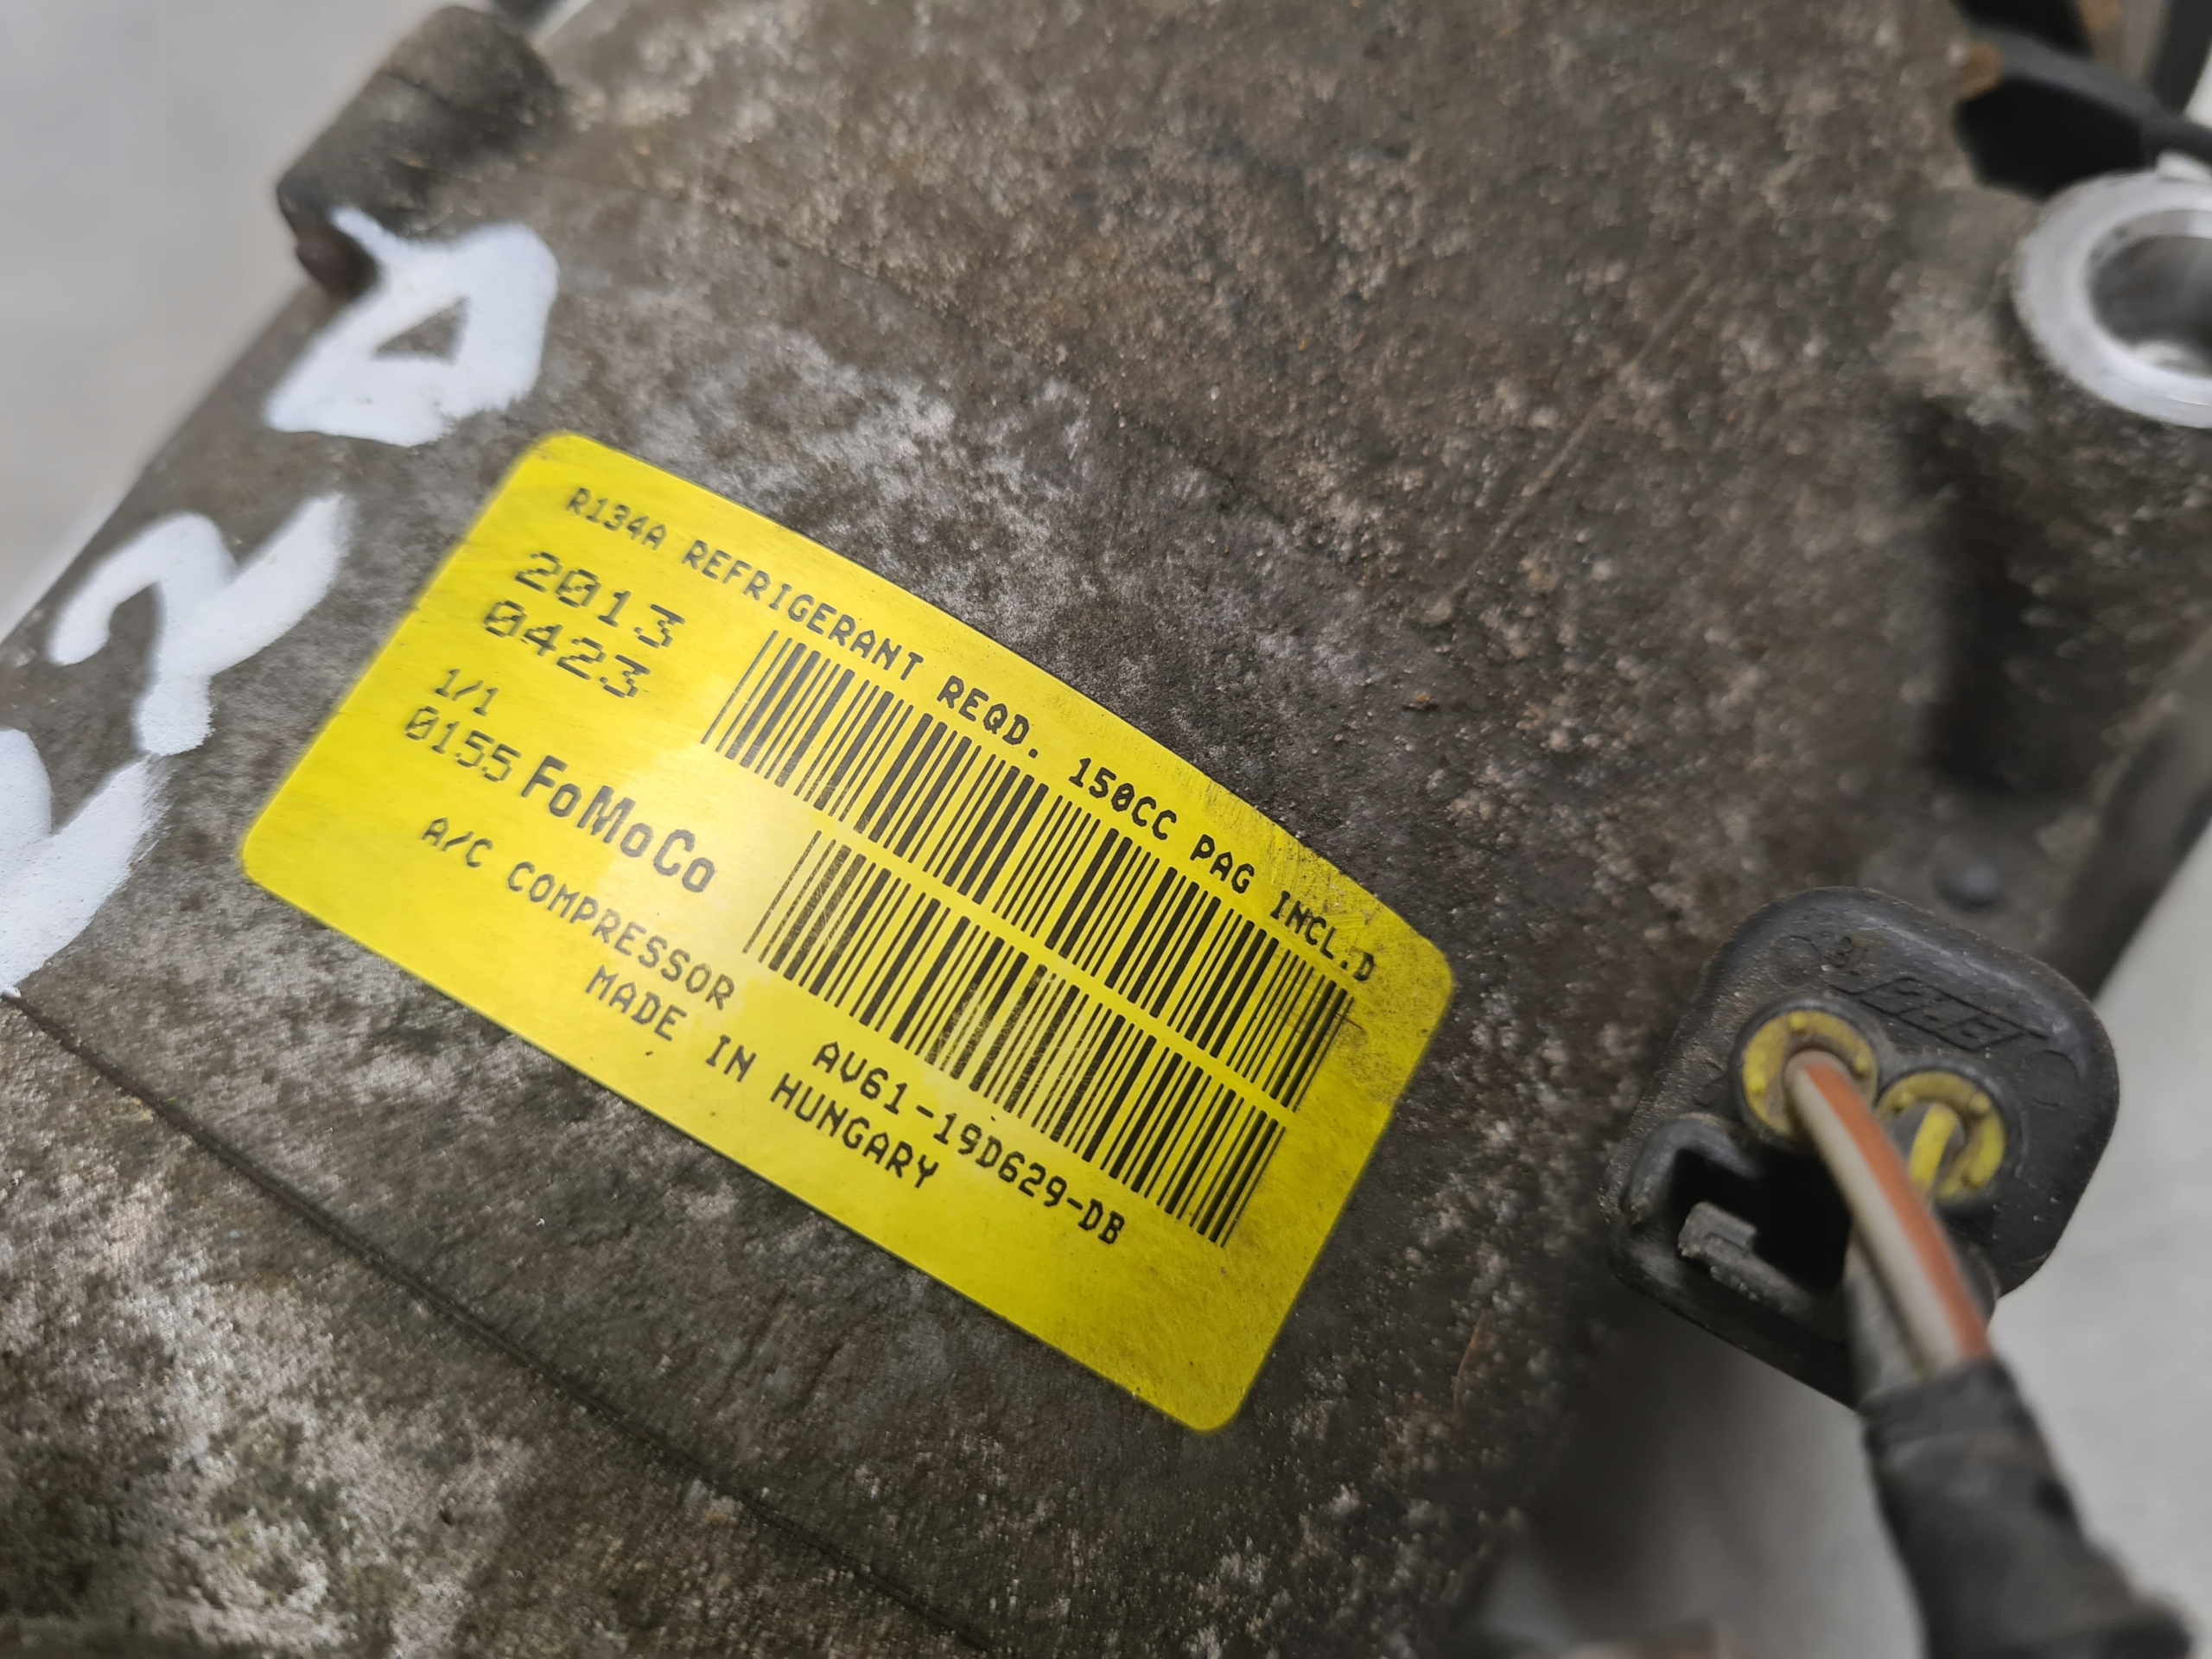 R134A REFRIGERANT REQD. 150CC PAG INCL.D
2013
0423
1/1
0155 FoMoCo
A/C COMPRESSOR AV61-19D629-DB
MADE IN HUNGARY